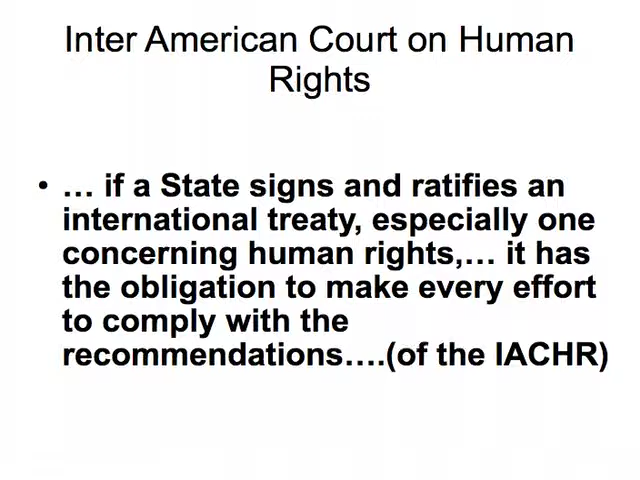 Inter American Court on Human
Rights
• … if a State signs and ratifies an
international treaty, especially one
concerning human rights,… it has
the obligation to make every effort
to comply with the
recommendations….(of the IACHR)